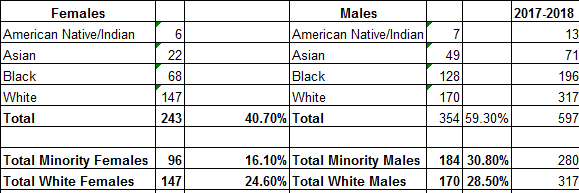 Females Males 2017-2018
American Native/Indian 6 American Native/Indian 7 13
Asian 22 Asian 49 71
Black 68 Black 128 196
White 147 White 170 317
Total 243 40.70% Total 354 59.30% 597
Total Minority Females 96 16.10% Total Minority Males 184 30.80% 280
Total White Females 147 24.60% Total White Males 170 28.50% 317